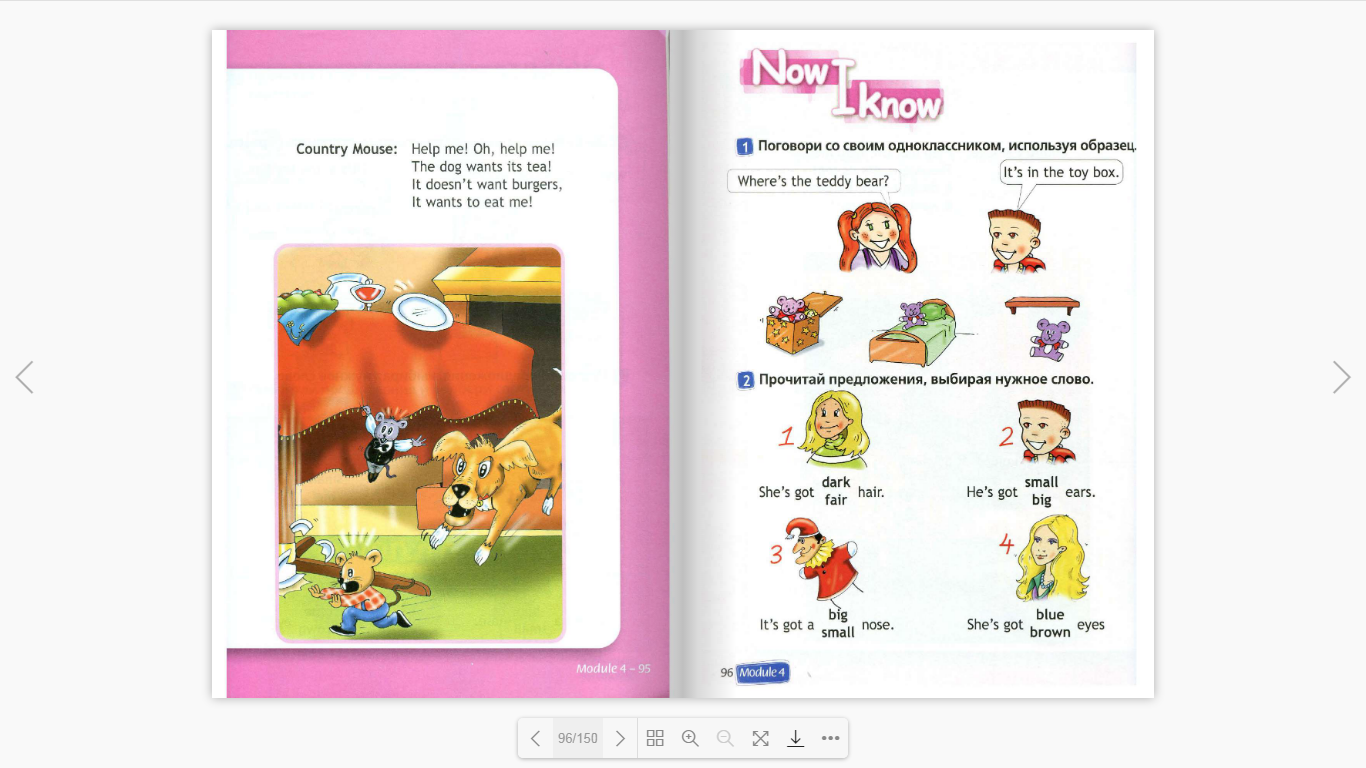 Country Mouse: Help me! Oh, help me!
The dog wants its tea!
It doesn't want burgers,
It wants to eat me!
Module 4 – 95
Now
I
know
1 Поговори со своим одноклассником, используя образец.
Where's the teddy bear?
It's in the toy box.
2 Прочитай предложения, выбирая нужное слово.
1
2
dark
She's got hair.
fair
small
He's got ears.
big
3
4
big
It's got a nose.
small
blue
She's got eyes
brown
96 Module 4
96/150